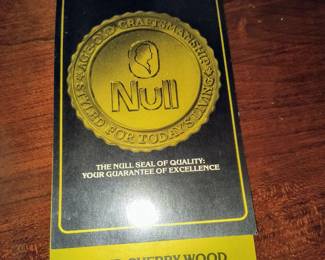 AGE-OLD CRAFTSMANSHIP
Null
STYLED FOR TODAY'S LIVING
THE NULL SEAL OF QUALITY:
YOUR GUARANTEE OF EXCELLENCE
CHERRY WOOD